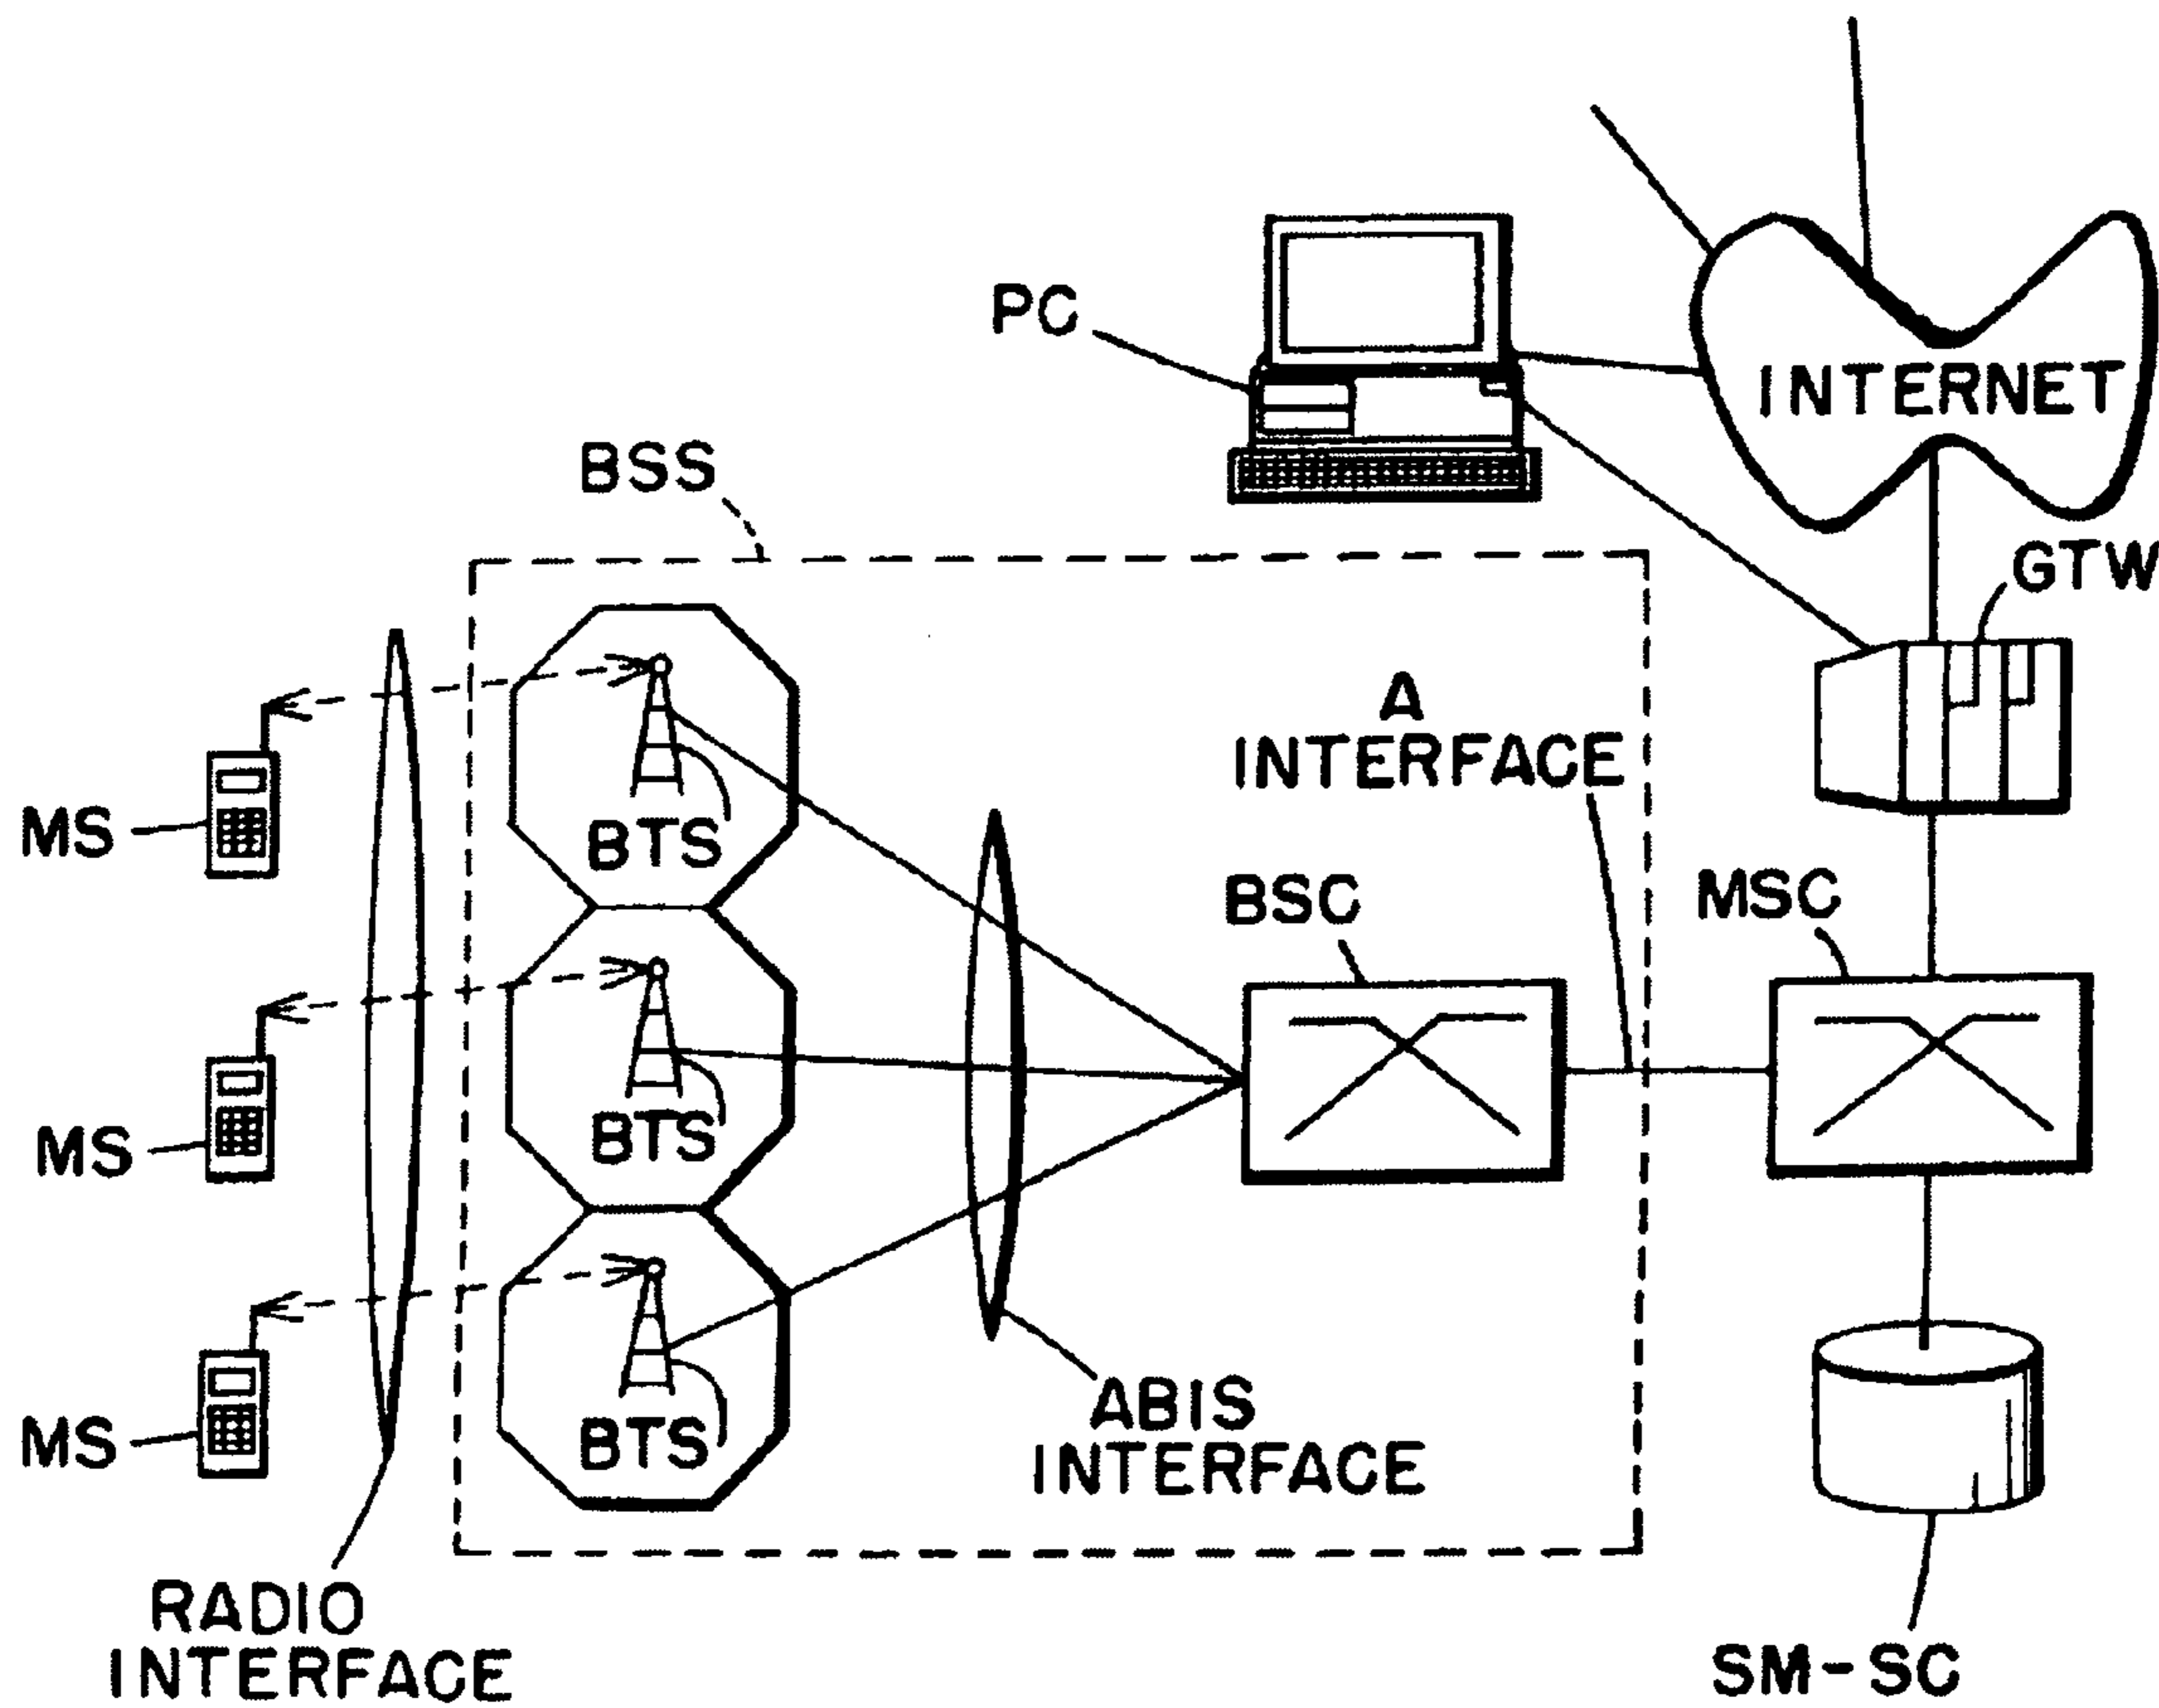 PC
INTERNET
BSS
GTW
A
INTERFACE
MS
BTS
BSC
MSC
MS
BTS
MS
BTS
ABIS
INTERFACE
RADIO
INTERFACE
SM-SC